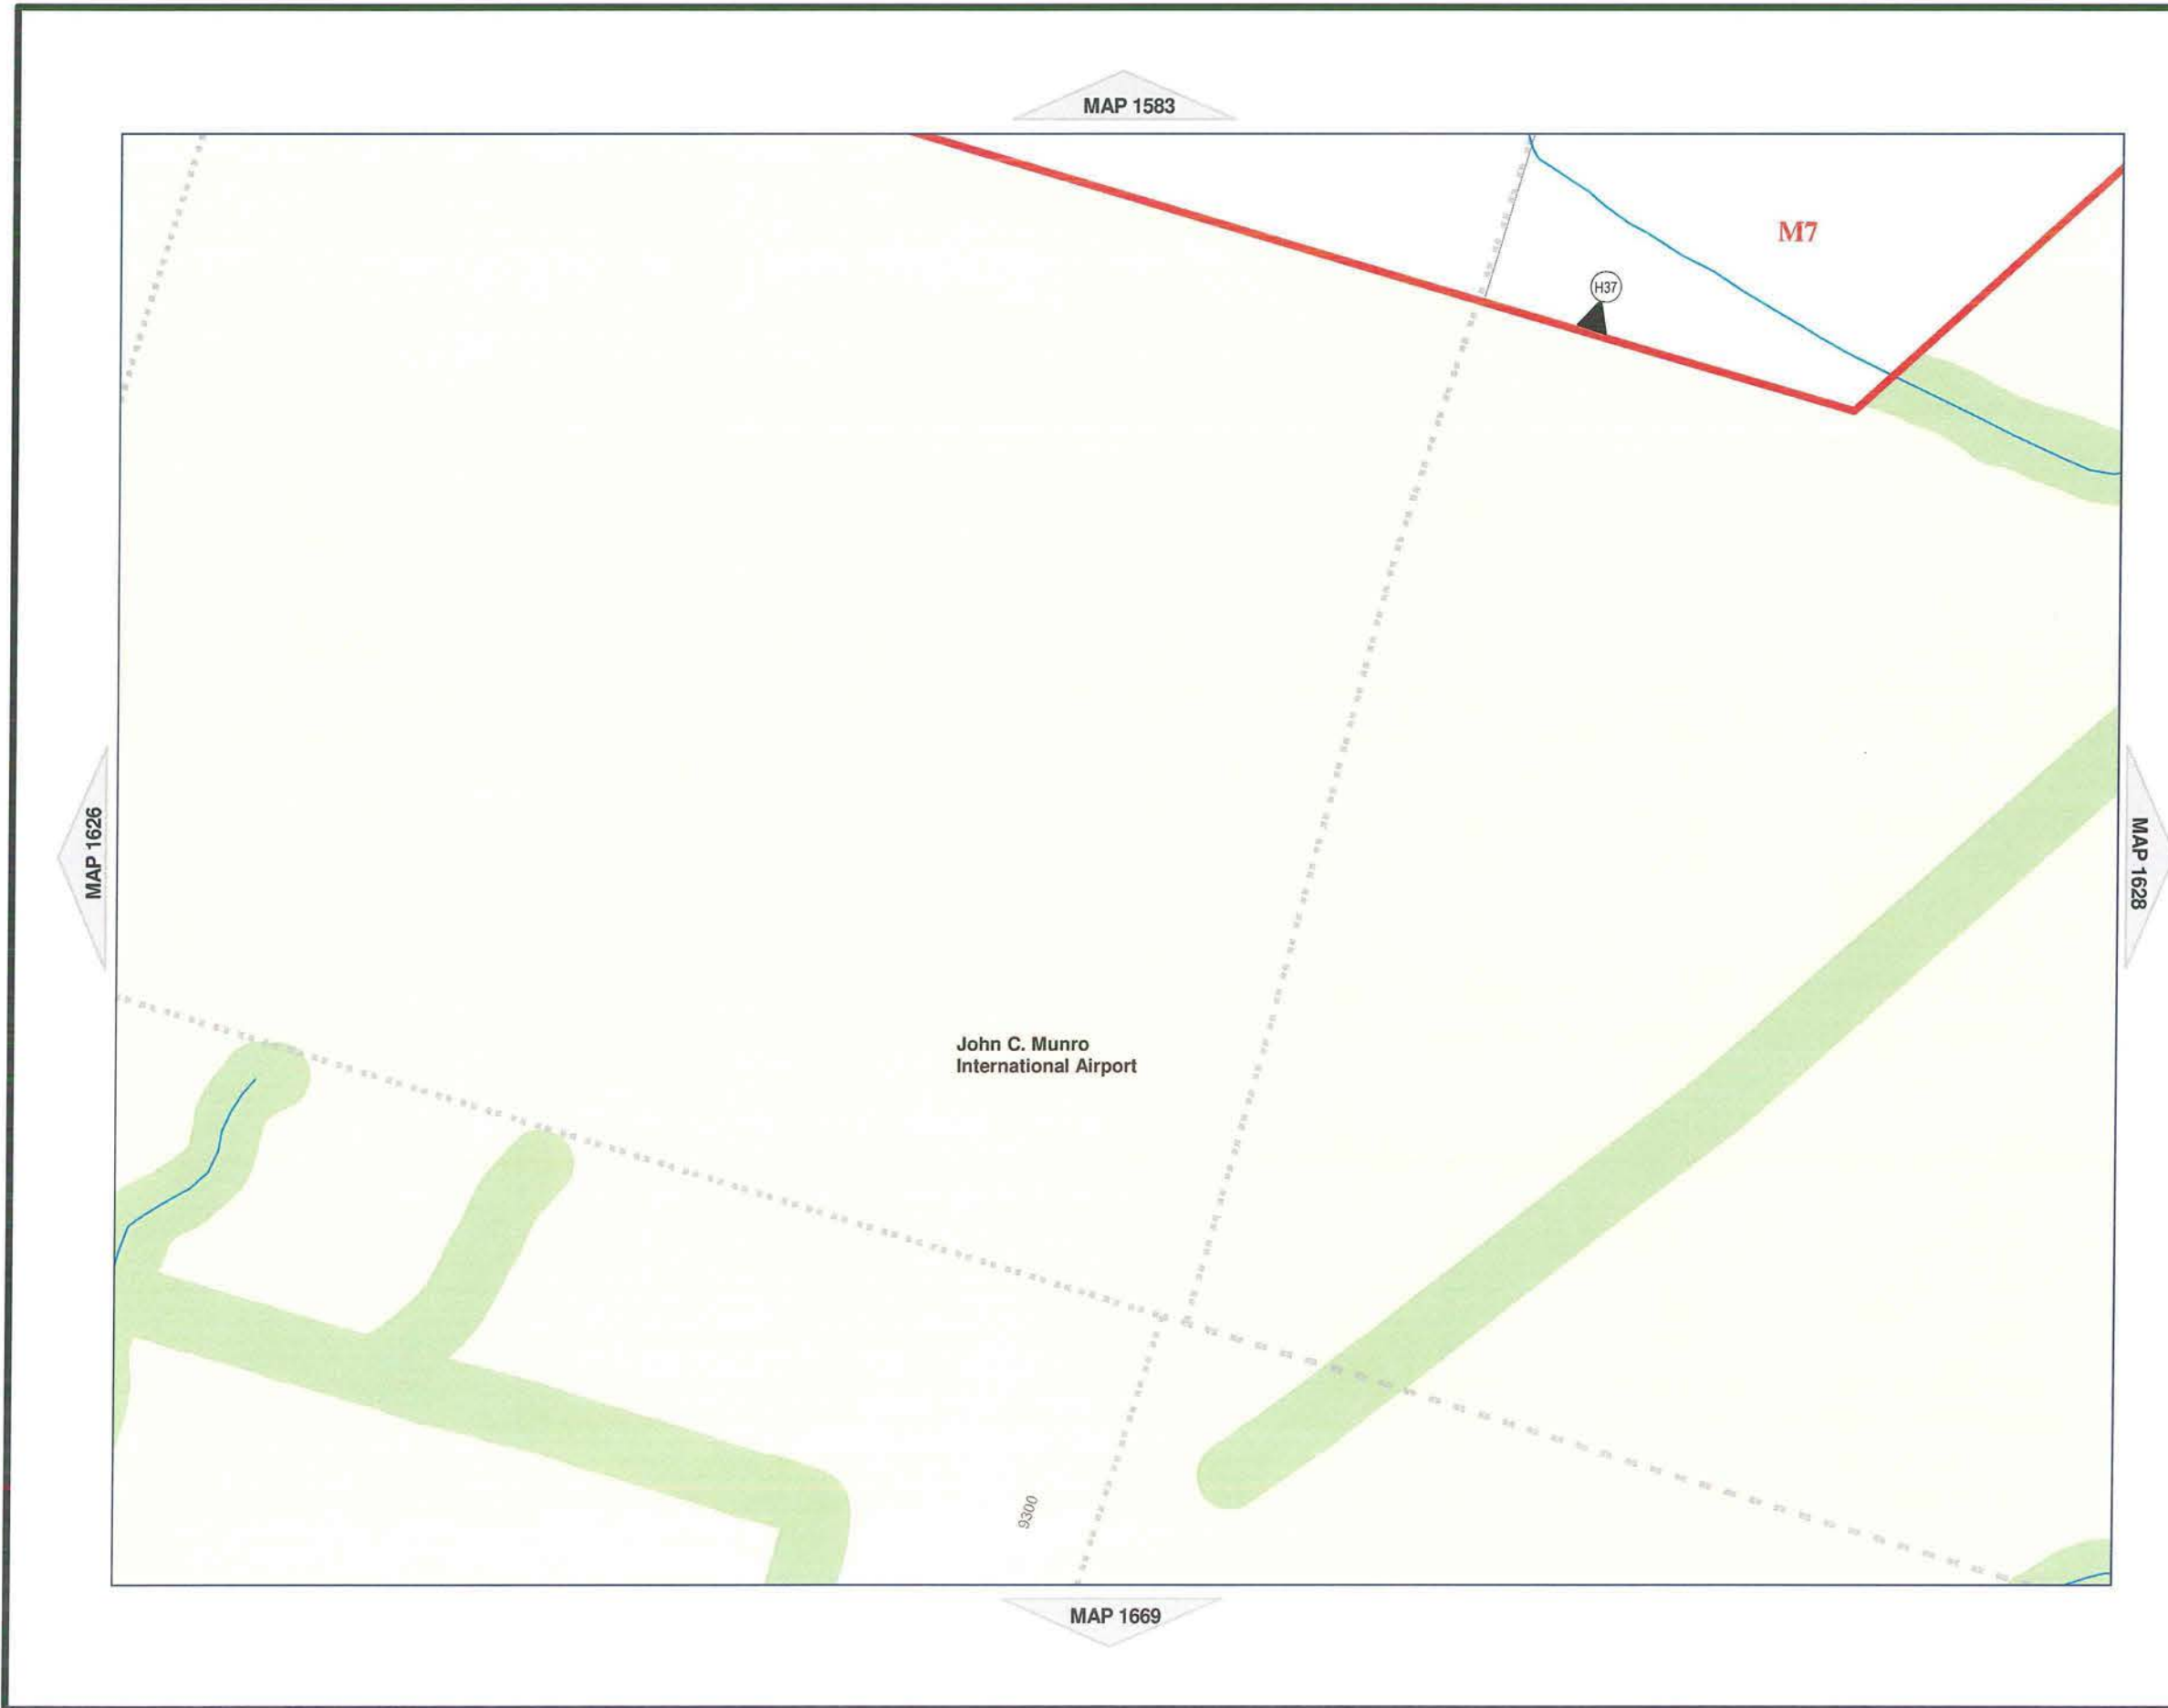 MAP 1583
M7
H37
MAP 1626
MAP 1628
John C. Munro
International Airport
9300
MAP 1669